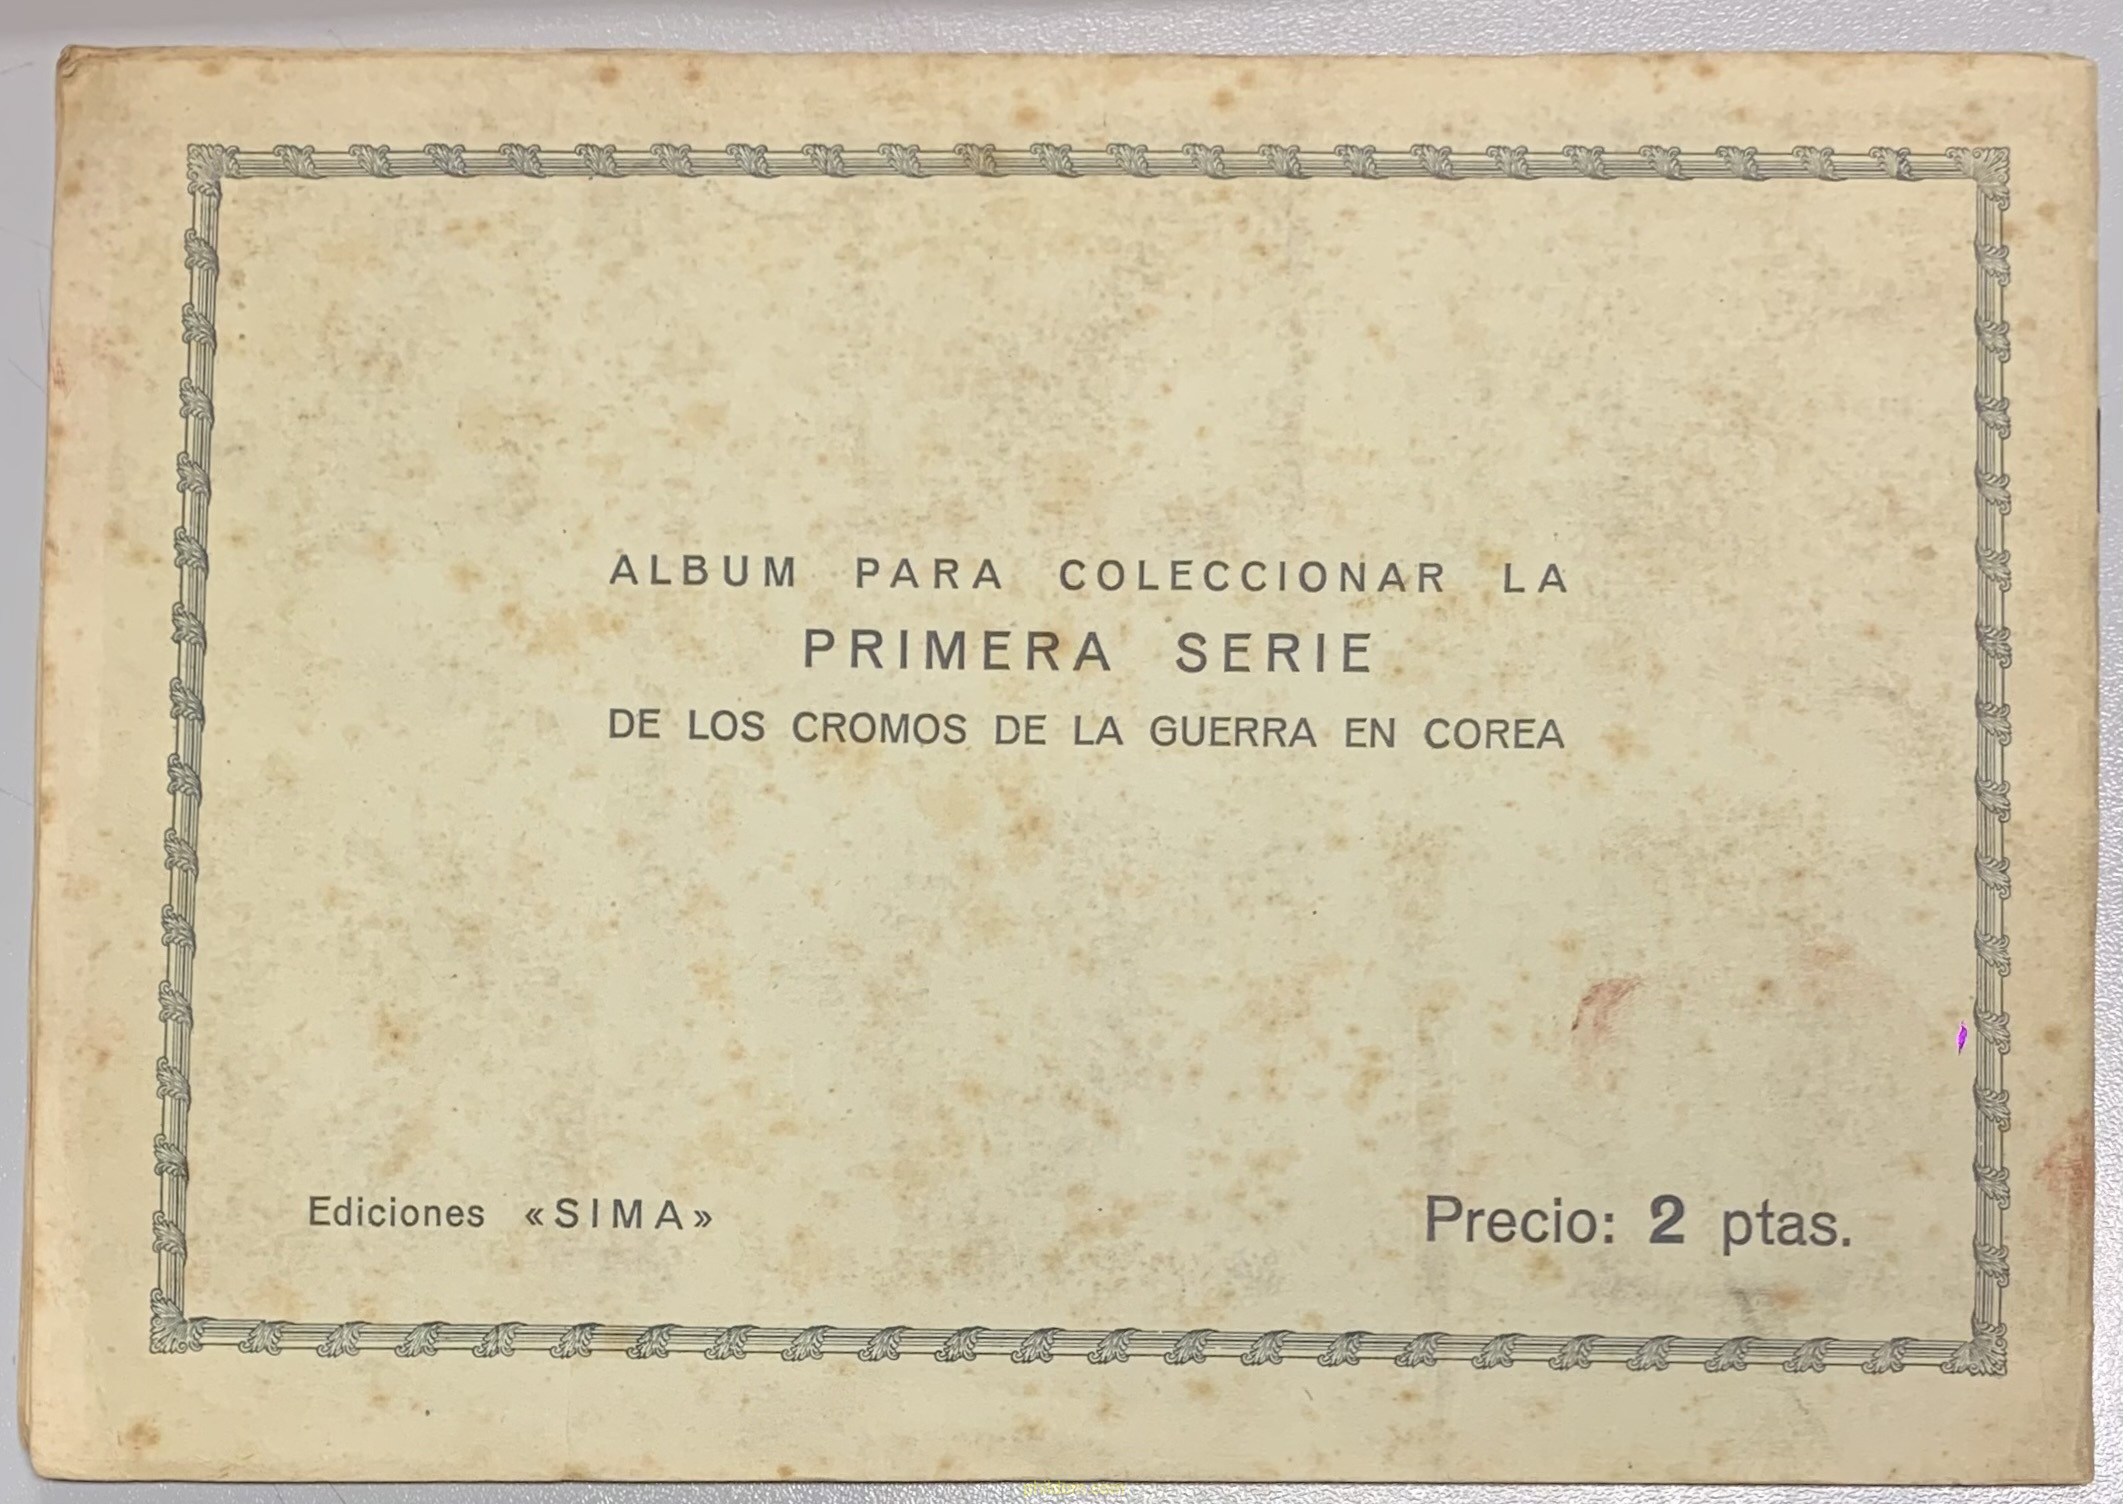 ALBUM PARA COLECCIONAR LA
PRIMERA SERIE
DE LOS CROMOS DE LA GUERRA EN COREA
Ediciones «SIMA»
Precio: 2 ptas.